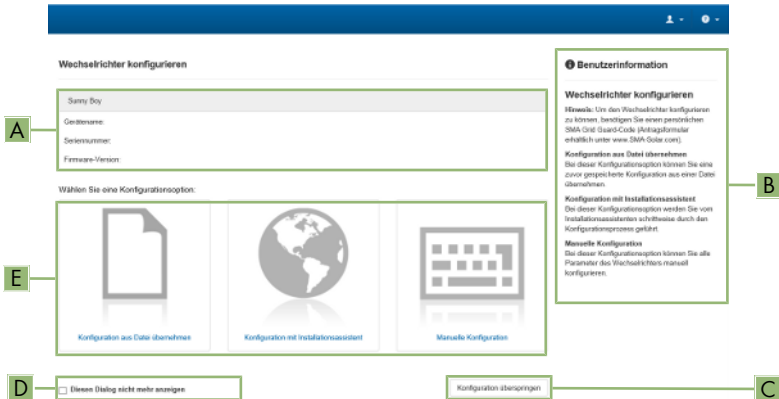 Wechselrichter konfigurieren
Sunny Boy
Gerätename:
Seriennummer:
Firmware-Version:
A
Wählen Sie eine Konfigurationsoption:
E
Konfiguration aus Datei übernehmen
Konfiguration mit Installationsassistent
Manuelle Konfiguration
D
Diesen Dialog nicht mehr anzeigen
Konfiguration überspringen
C
Benutzerinformation
Wechselrichter konfigurieren
Hinweis: Um den Wechselrichter konfigurieren
zu können, benötigen Sie einen persönlichen
SMA Grid Guard-Code (Antragsformular
erhältlich unter www.SMA-Solar.com).
Konfiguration aus Datei übernehmen
Bei dieser Konfigurationsoption können Sie eine
zuvor gespeicherte Konfiguration aus einer Datei
übernehmen.
Konfiguration mit Installationsassistent
Bei dieser Konfigurationsoption werden Sie vom
Installationsassistenten schrittweise durch den
Konfigurationsprozess geführt.
Manuelle Konfiguration
Bei dieser Konfigurationsoption können Sie alle
Parameter des Wechselrichters manuell
konfigurieren.
B